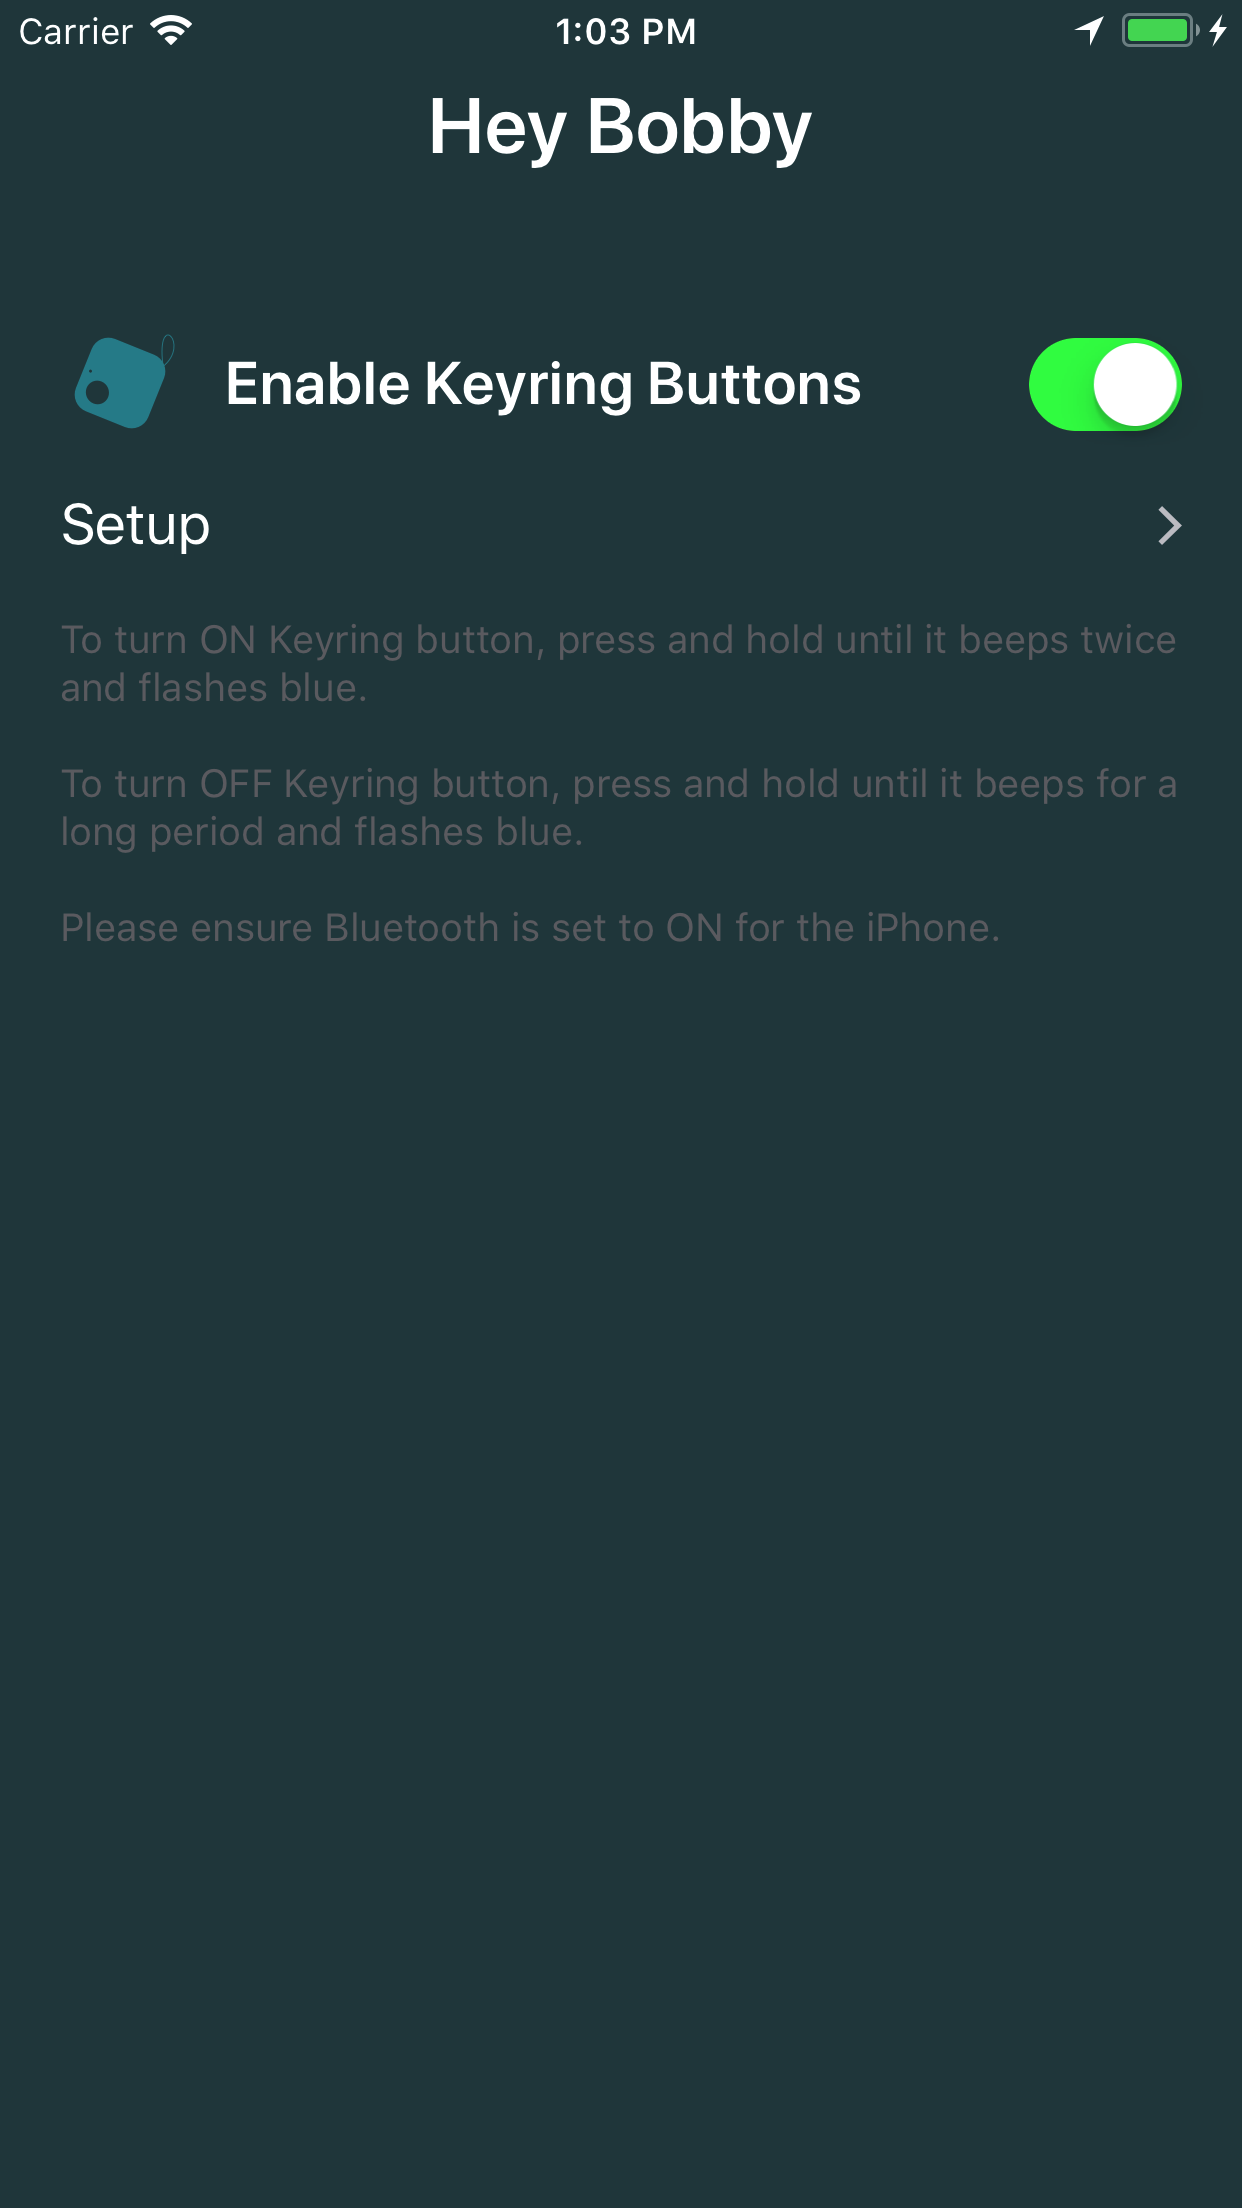 Carrier
1:03 PM
Hey Bobby
Enable Keyring Buttons
Setup
To turn ON Keyring button, press and hold until it beeps twice
and flashes blue.
To turn OFF Keyring button, press and hold until it beeps for a
long period and flashes blue.
Please ensure Bluetooth is set to ON for the iPhone.